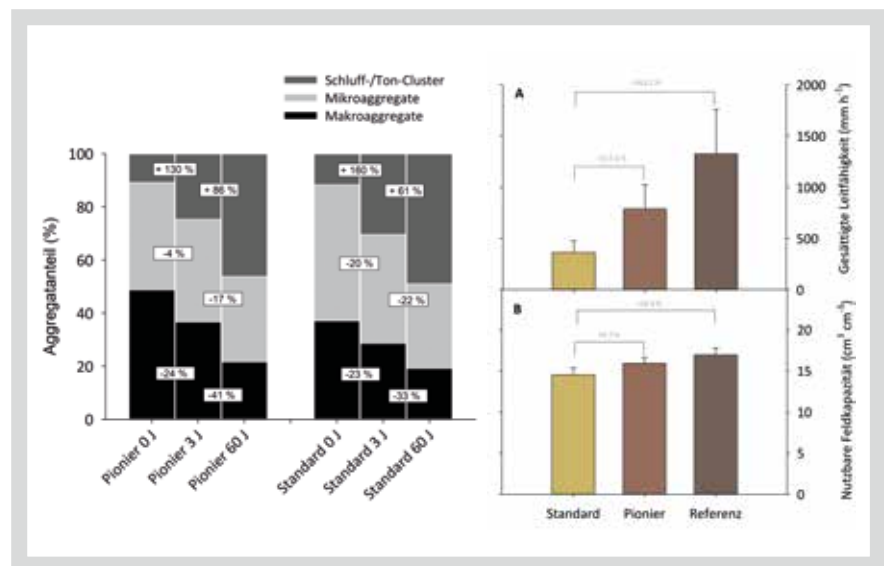 Schluff-/Ton-Cluster
Mikroaggregate
Makroaggregate
Aggregatanteil (%)
100
80
60
40
20
0
+ 130 %
+ 86 %
-4 %
-17 %
-24 %
-41 %
+ 160 %
+ 61 %
-20 %
-22 %
-23 %
-33 %
Pionier 0 J
Pionier 3 J
Pionier 60 J
Standard 0 J
Standard 3 J
Standard 60 J
A
2000
1500
1000
500
0
Gesättigte Leitfähigkeit (mm h⁻¹)
B
20
15
10
5
0
Nutzbare Feldkapazität (cm³ cm⁻³)
Standard
Pionier
Referenz